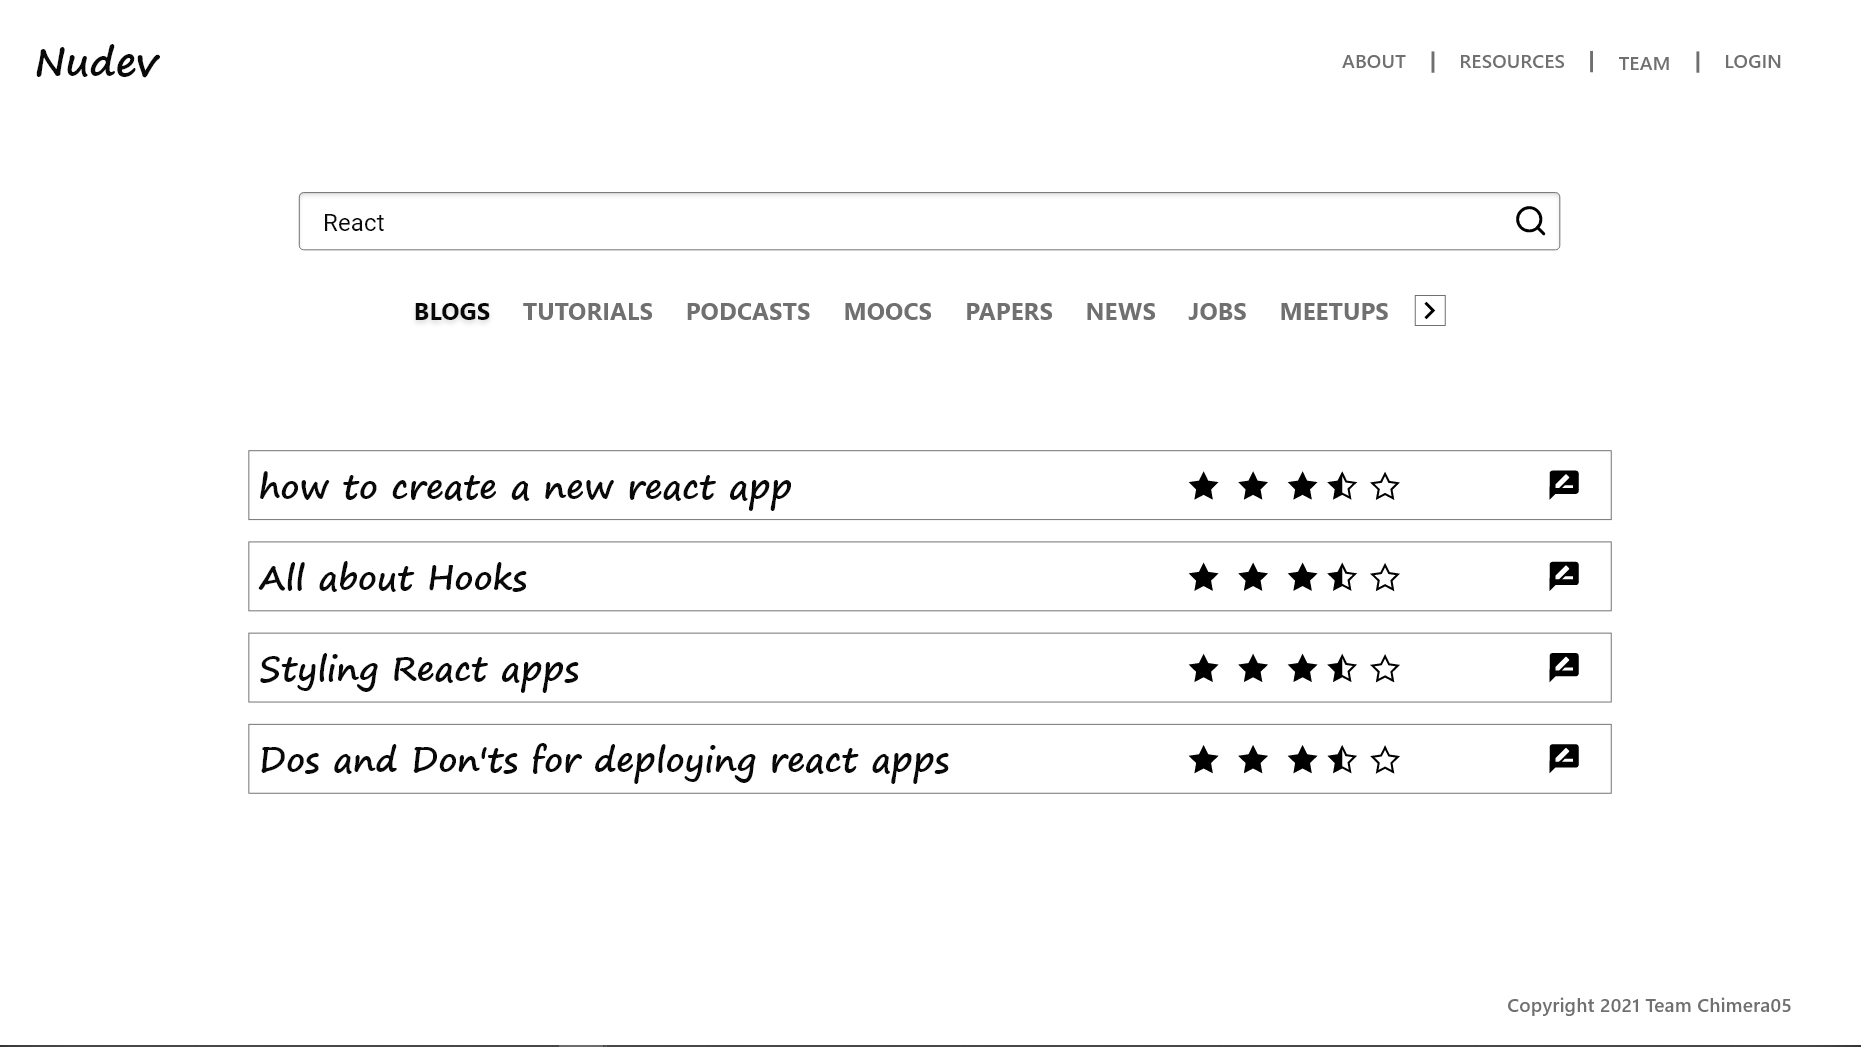 Nudev
ABOUT | RESOURCES | TEAM | LOGIN
React
BLOGS TUTORIALS PODCASTS MOOCS PAPERS NEWS JOBS MEETUPS
how to create a new react app
All about Hooks
Styling React apps
Dos and Don'ts for deploying react apps
Copyright 2021 Team Chimera05